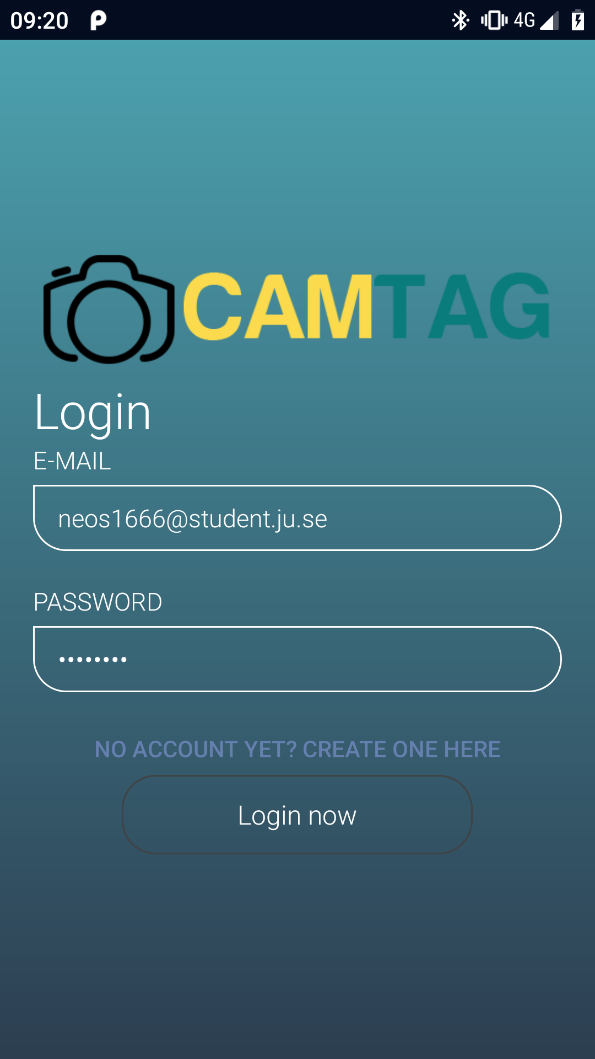 09:20
4G
CAMTAG
Login
E-MAIL
neos1666@student.ju.se
PASSWORD
••••••••
NO ACCOUNT YET? CREATE ONE HERE
Login now